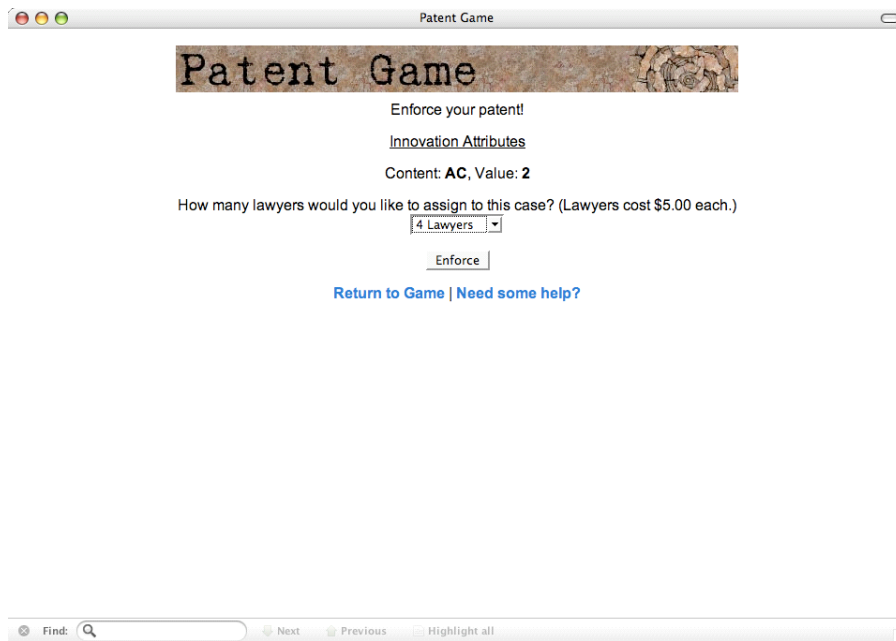 Patent Game
Patent Game
Enforce your patent!
Innovation Attributes
Content: AC, Value: 2
How many lawyers would you like to assign to this case? (Lawyers cost $5.00 each.)
4 Lawyers
Enforce
Return to Game | Need some help?
Find: Next Previous Highlight all